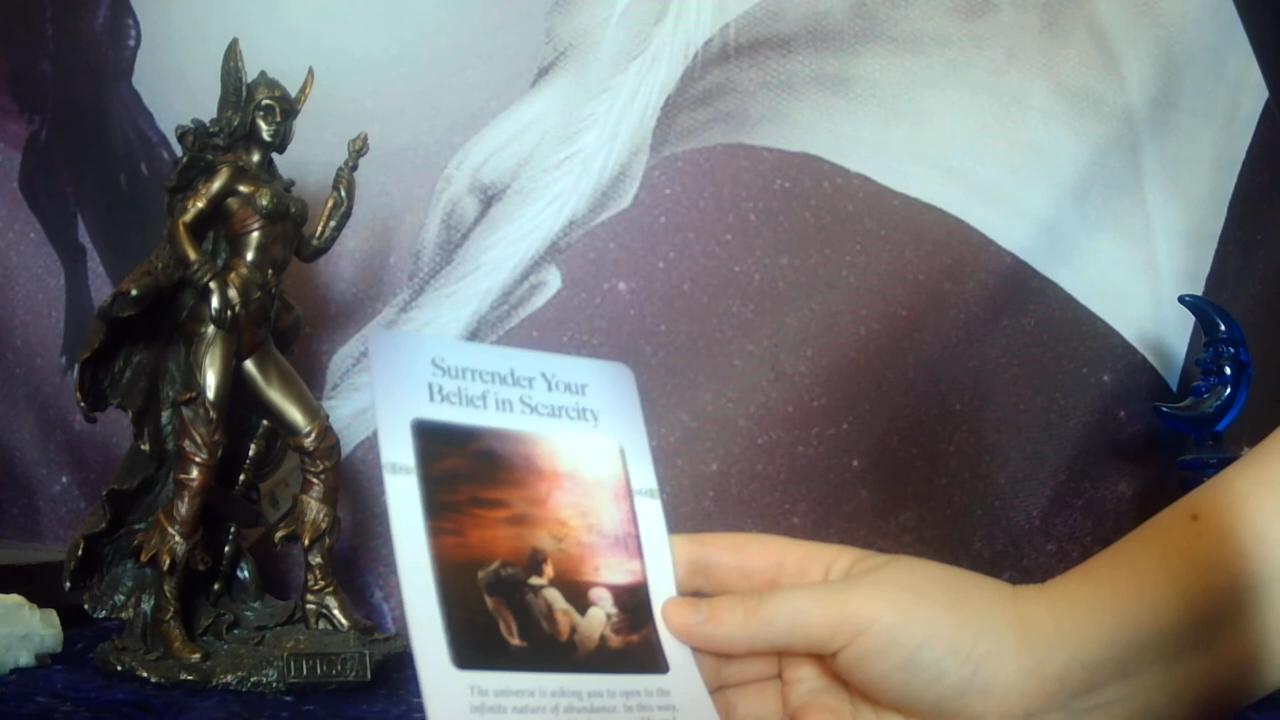 Surrender Your
Belief in Scarcity
The universe is asking you to open to the
infinite nature of abundance. In this way,